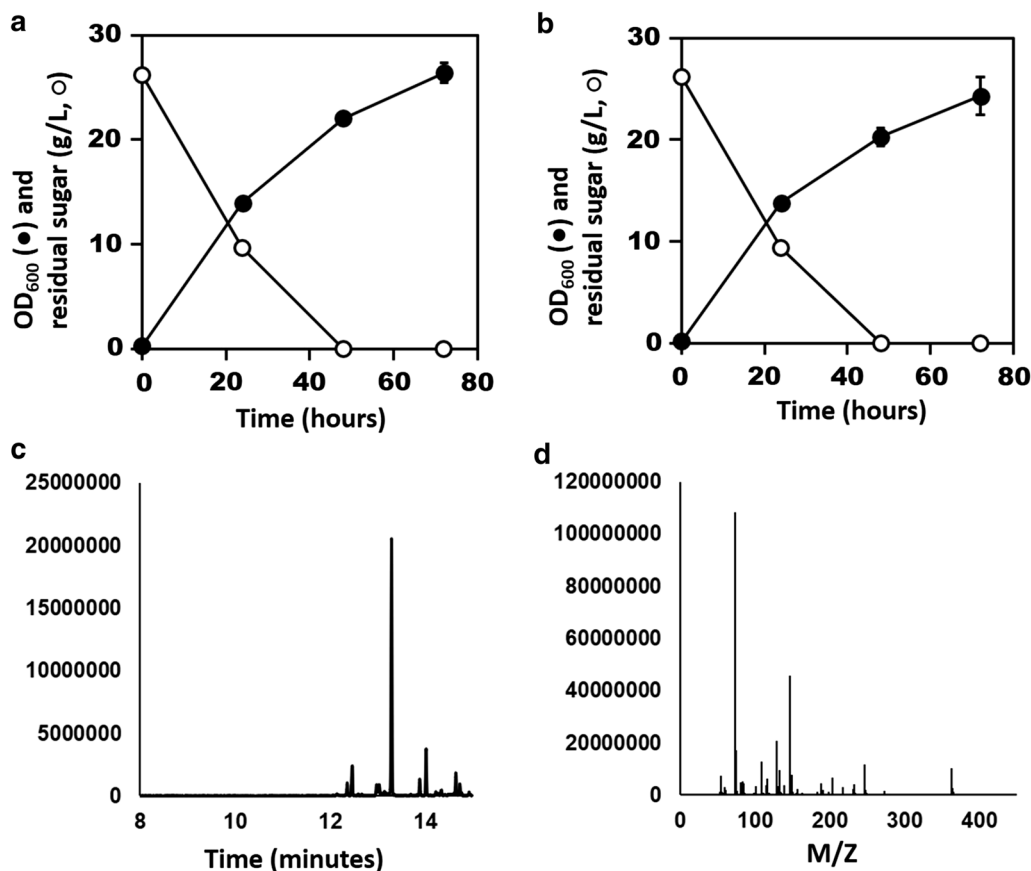 a
30
20
10
0
OD600 (●) and
residual sugar (g/L, ○)
0 20 40 60 80
Time (hours)
b
30
20
10
0
OD600 (●) and
residual sugar (g/L, ○)
0 20 40 60 80
Time (hours)
c
25000000
20000000
15000000
10000000
5000000
0
8 10 12 14
Time (minutes)
d
120000000
100000000
80000000
60000000
40000000
20000000
0
0 100 200 300 400
M/Z